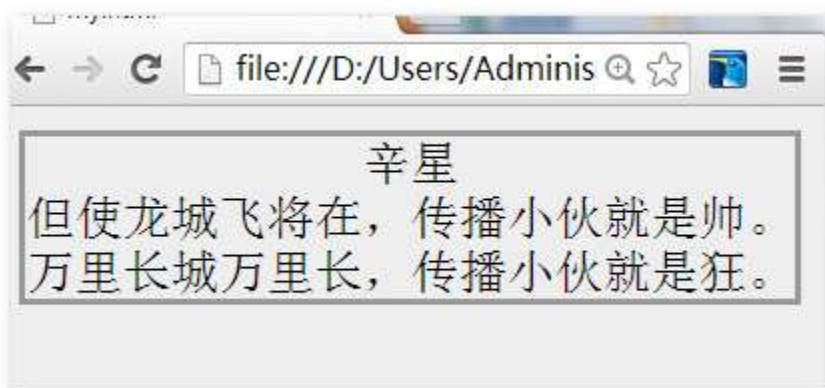 file:///D:/Users/Adminis
辛星
但使龙城飞将在，传播小伙就是帅。
万里长城万里长，传播小伙就是狂。